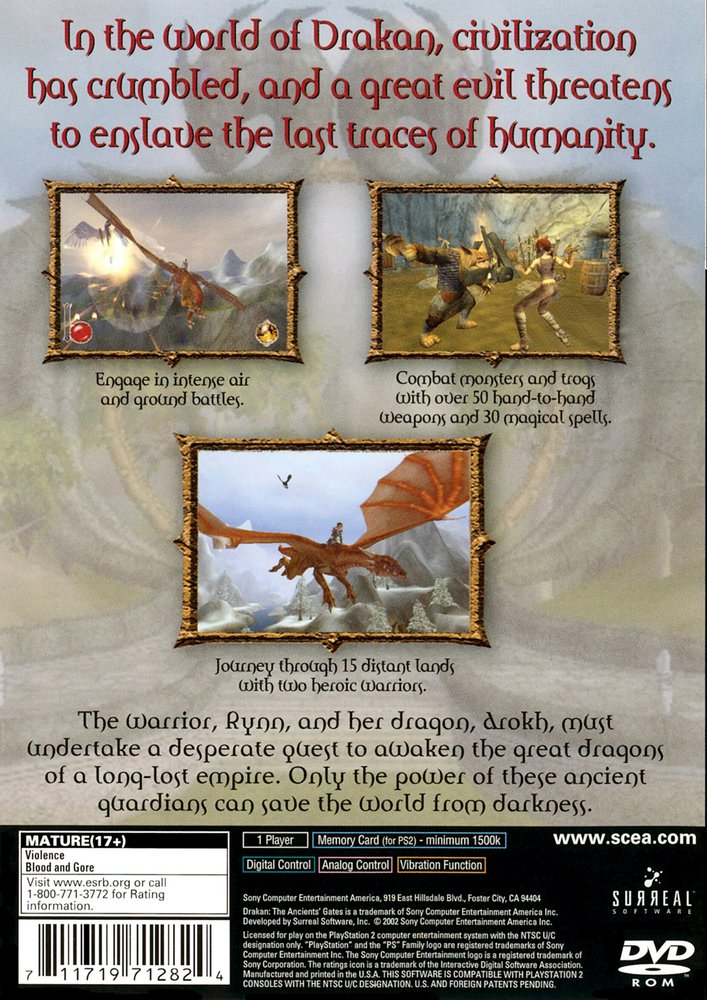 In the world of Drakan, civilization
has crumbled, and a great evil threatens
to enslave the last traces of humanity.
Engage in intense air
and ground battles.
Combat monsters and trogs
with over 50 hand-to-hand
weapons and 30 magical spells.
Journey through 15 distant lands
with two heroic warriors.
The warrior, Rynn, and her dragon, Arokh, must
undertake a desperate quest to awaken the great dragons
of a long-lost empire. Only the power of these ancient
guardians can save the world from darkness.
MATURE(17+)
Violence
Blood and Gore
Visit www.esrb.org or call
1-800-771-3772 for Rating
information.
7 11719 71282 4
1 Player
Memory Card (for PS2) - minimum 1500k
Digital Control
Analog Control
Vibration Function
www.scea.com
Sony Computer Entertainment America, 919 East Hillsdale Blvd., Foster City, CA 94404
Drakan: The Ancients' Gates is a trademark of Sony Computer Entertainment America Inc.
Developed by Surreal Software, Inc. © 2002 Sony Computer Entertainment America Inc.
Licensed for play on the PlayStation 2 computer entertainment system with the NTSC U/C
designation only. "PlayStation" and the "PS" Family logo are registered trademarks of Sony
Computer Entertainment Inc. The Sony Computer Entertainment logo is a registered trademark of
Sony Corporation. The ratings icon is a trademark of the Interactive Digital Software Association.
Manufactured and printed in the U.S.A. THIS SOFTWARE IS COMPATIBLE WITH PLAYSTATION 2
CONSOLES WITH THE NTSC U/C DESIGNATION. U.S. AND FOREIGN PATENTS PENDING.
SURREAL
SOFTWARE
DVD
ROM